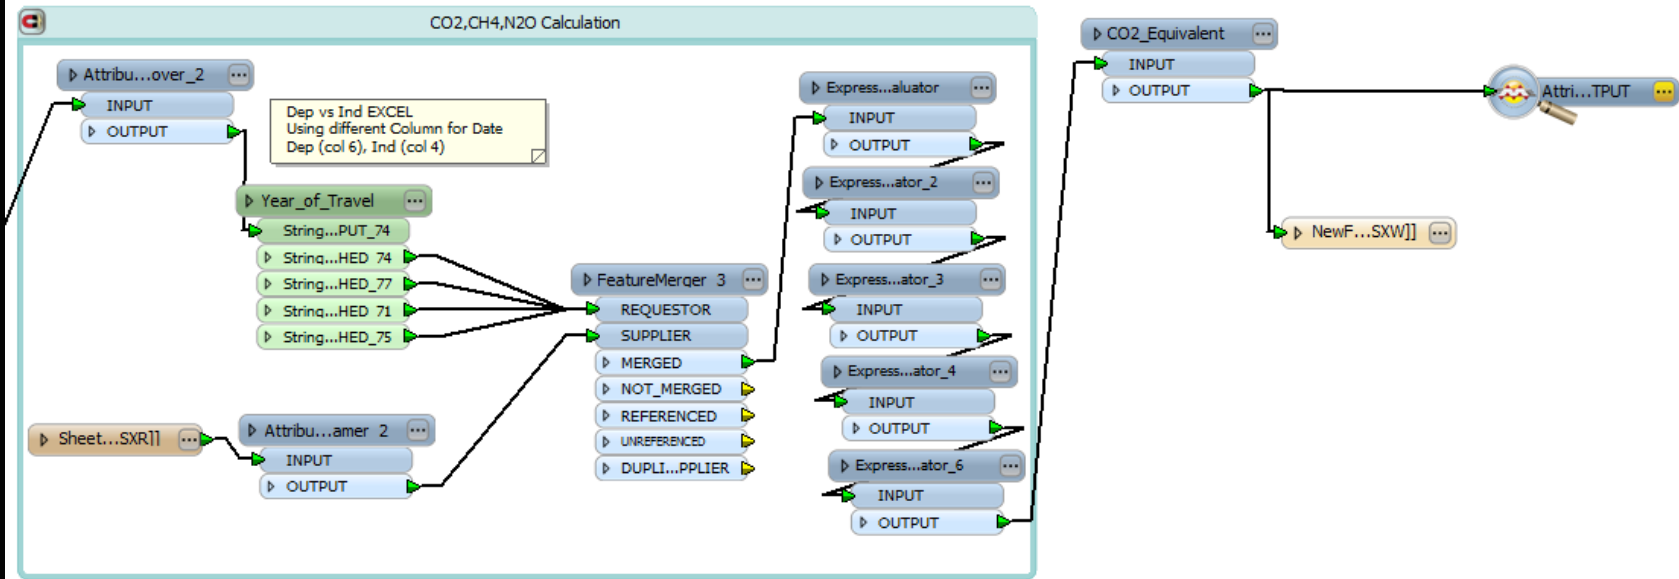 CO2,CH4,N2O Calculation
Attribu...over_2
INPUT
OUTPUT
Dep vs Ind EXCEL
Using different Column for Date
Dep (col 6), Ind (col 4)
Year_of_Travel
String...PUT_74
String...HED_74
String...HED_77
String...HED_71
String...HED_75
Sheet...SXR]]
Attribu...amer_2
INPUT
OUTPUT
FeatureMerger_3
REQUESTOR
SUPPLIER
MERGED
NOT_MERGED
REFERENCED
UNREFERENCED
DUPLI...PPLIER
Express...aluator
INPUT
OUTPUT
Express...ator_2
INPUT
OUTPUT
Express...ator_3
INPUT
OUTPUT
Express...ator_4
INPUT
OUTPUT
Express...ator_6
INPUT
OUTPUT
CO2_Equivalent
INPUT
OUTPUT
Attri...TPUT
NewF...SXW]]